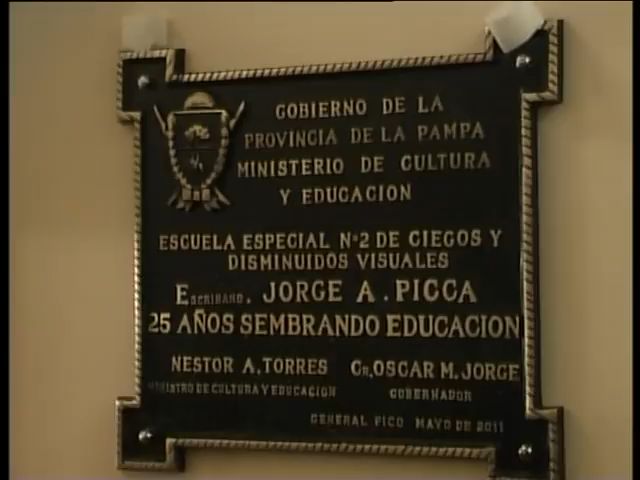 GOBIERNO DE LA
PROVINCIA DE LA PAMPA
MINISTERIO DE CULTURA
Y EDUCACION
ESCUELA ESPECIAL Nº2 DE CIEGOS Y
DISMINUIDOS VISUALES
ESCRIBANO. JORGE A. PICCA
25 AÑOS SEMBRANDO EDUCACION
NESTOR A. TORRES CR. OSCAR M. JORGE
MINISTRO DE CULTURA Y EDUCACION GOBERNADOR
GENERAL PICO MAYO DE 2011